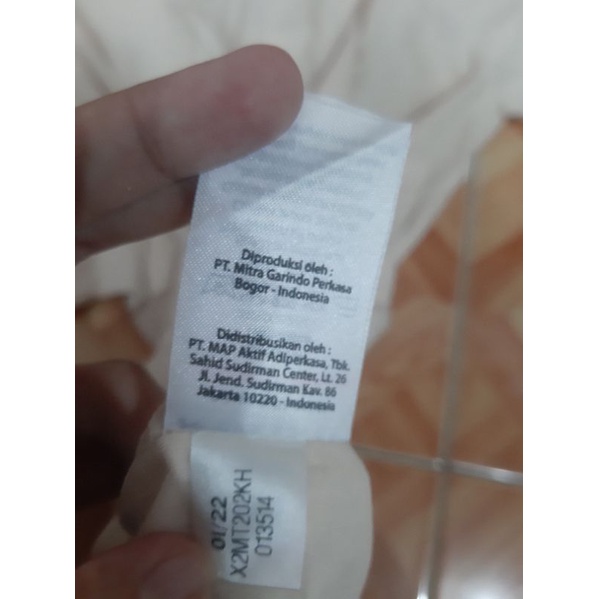 Diproduksi oleh :
PT. Mitra Garindo Perkasa
Bogor - Indonesia
Didistribusikan oleh :
PT. MAP Aktif Adiperkasa, Tbk.
Sahid Sudirman Center, Lt. 26
Jl. Jend. Sudirman Kav. 86
Jakarta 10220 - Indonesia
01/22
X2MT202KH
013514